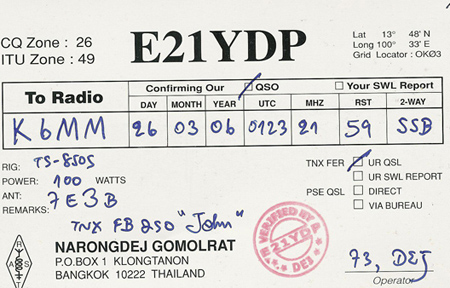 CQ Zone : 26
ITU Zone : 49
E21YDP
Lat 13° 48' N
Long 100° 33' E
Grid Locator : OKØ3
To Radio
Confirming Our QSO Your SWL Report
DAY MONTH YEAR UTC MHZ RST 2-WAY
K6MM 26 03 06 0123 21 59 SSB
RIG: TS-850S
POWER: 100 WATTS
ANT: 7E3B
REMARKS:
TNX FB QSO "John"
TNX FER UR QSL
UR SWL REPORT
PSE QSL DIRECT
VIA BUREAU
NARONGDEJ GOMOLRAT
P.O.BOX 1 KLONGTANON
BANGKOK 10222 THAILAND
VERIFIED BY
E21YDP
DEJ
R A S T
73, DEJ
Operator